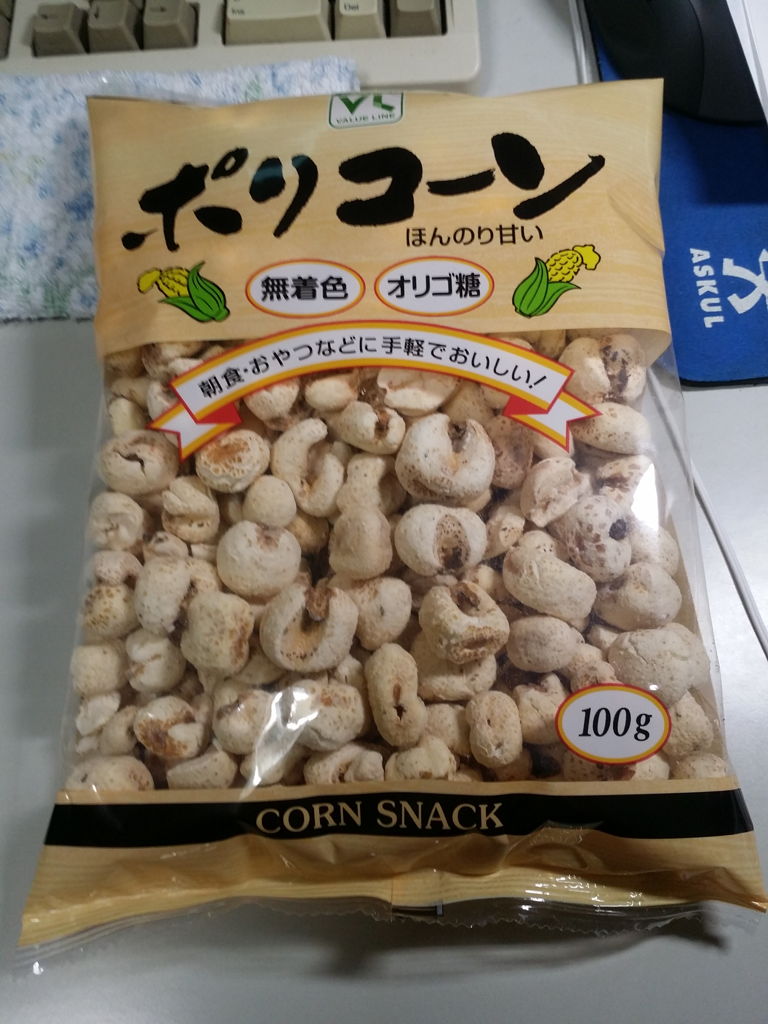 Ins
Del
VL
VALUE LINE
ポリコーン
ほんのり甘い
無着色
オリゴ糖
朝食・おやつなどに手軽でおいしい!
ASKUL
100g
CORN SNACK